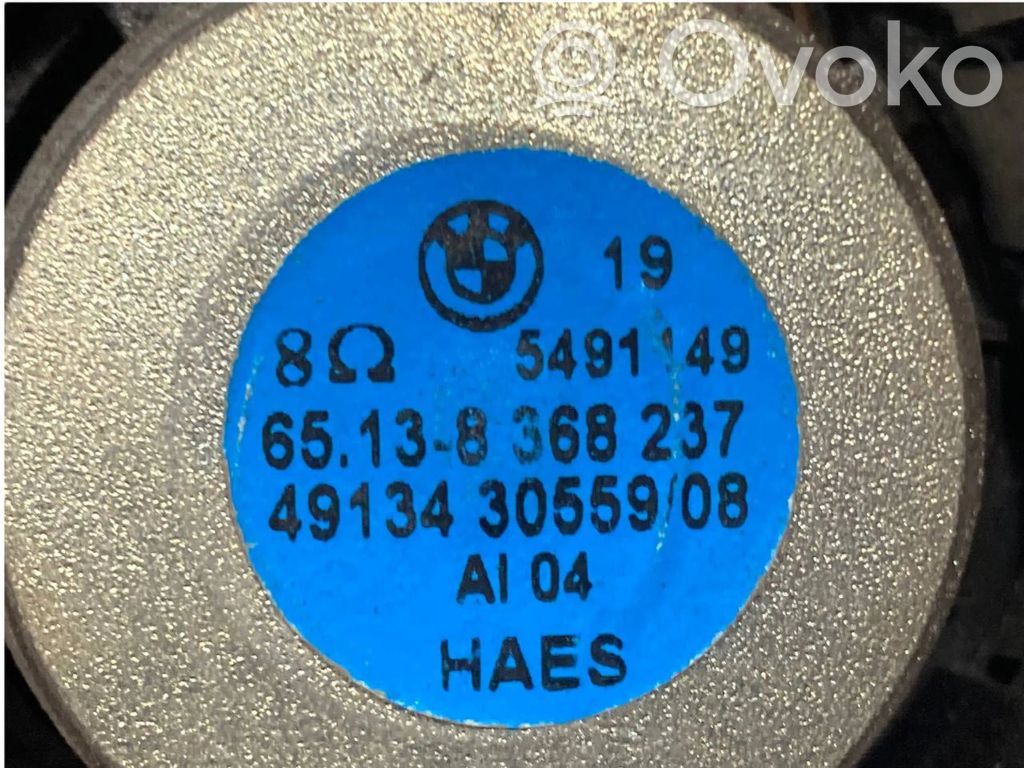 Ovoko
19
8Ω 5491149
65.13-8 368 237
49134 30559/08
AI 04
HAES